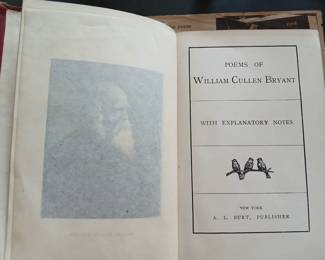 POEMS OF
WILLIAM CULLEN BRYANT
WITH EXPLANATORY NOTES
NEW YORK
A. L. BURT, PUBLISHER